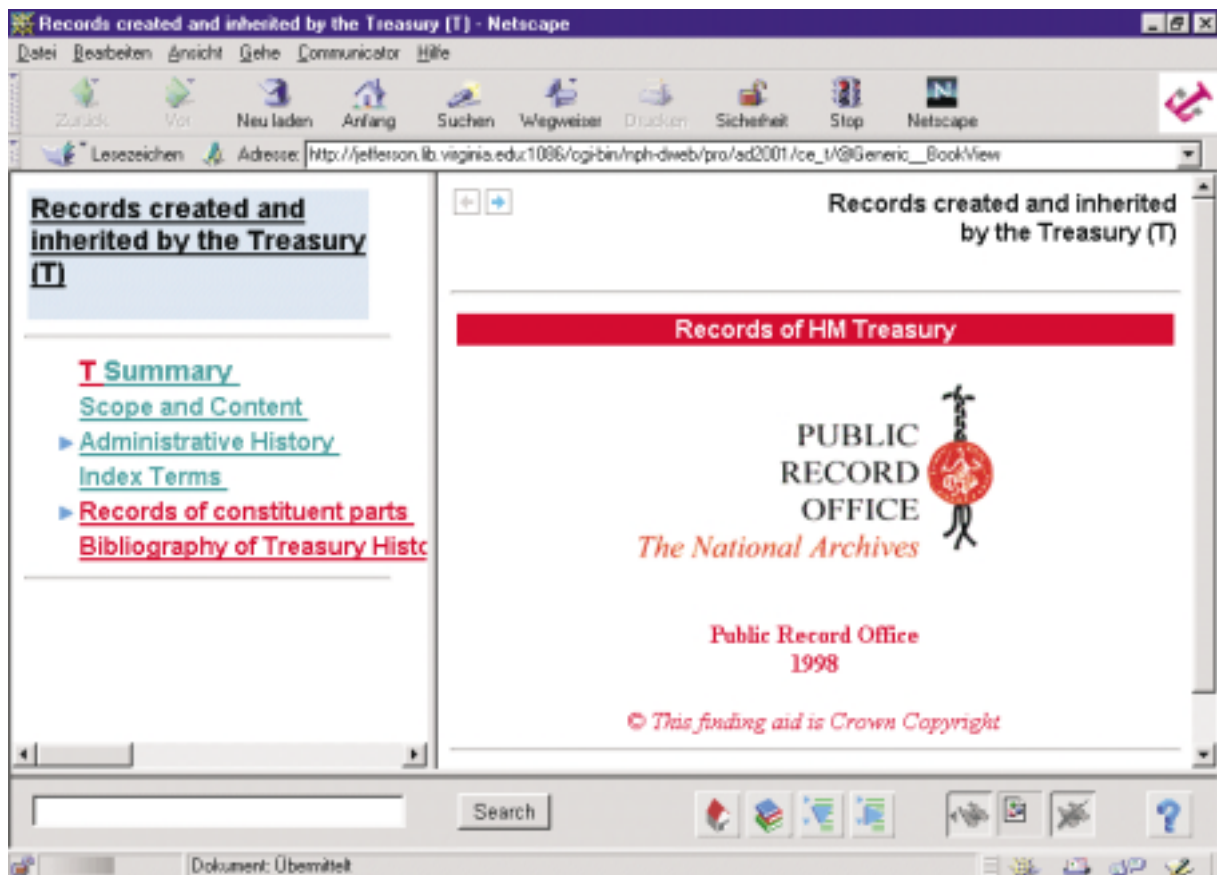 Records created and inherited by the Treasury (T) - Netscape
Datei Bearbeiten Ansicht Gehe Communicator Hilfe
Zurück Vor Neu laden Anfang Suchen Wegweiser Drucken Sicherheit Stop Netscape
Lesezeichen Adresse: http://jefferson.lib.virginia.edu:1086/cgi-bin/nph-dweb/pro/ad2001/ce_t/@Generic__BookView
Records created and
inherited by the Treasury
(T)
T Summary
Scope and Content
Administrative History
Index Terms
Records of constituent parts
Bibliography of Treasury Histo
Records created and inherited
by the Treasury (T)
Records of HM Treasury
PUBLIC
RECORD
OFFICE
The National Archives
Public Record Office
1998
© This finding aid is Crown Copyright
Search
Dokument: Übermittelt